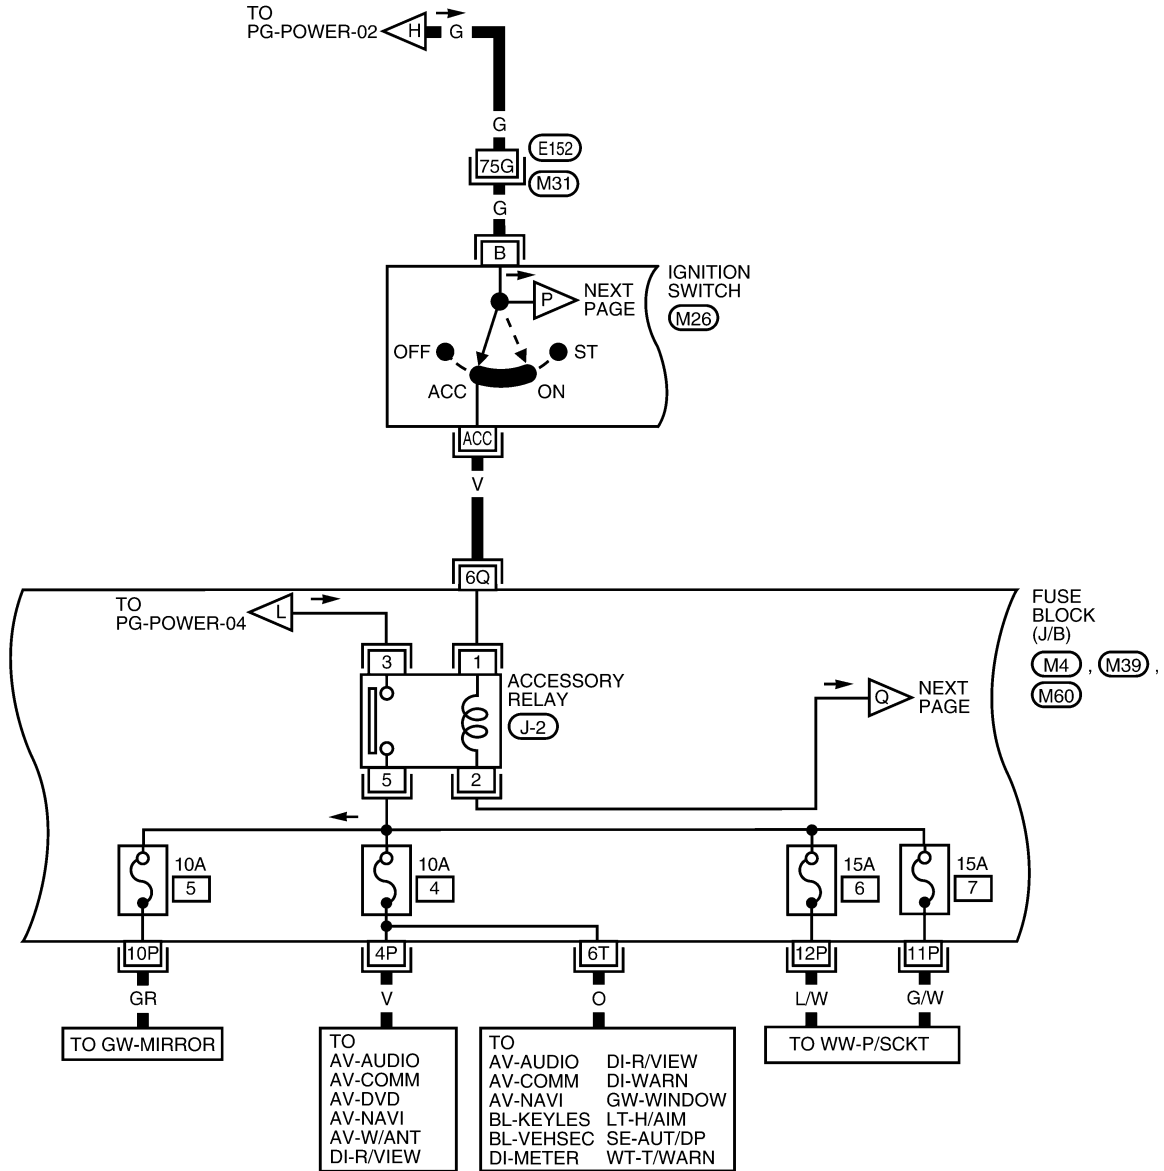 TO
PG-POWER-02
H
G
G
75G
E152
M31
G
B
IGNITION
SWITCH
M26
P
NEXT
PAGE
OFF
ST
ACC
ON
ACC
V
6Q
TO
PG-POWER-04
L
FUSE
BLOCK
(J/B)
M4 , M39 ,
M60
3
1
ACCESSORY
RELAY
J-2
Q
NEXT
PAGE
5
2
10A
5
10A
4
15A
6
15A
7
10P
4P
6T
12P
11P
GR
V
O
L/W
G/W
TO GW-MIRROR
TO
AV-AUDIO
AV-COMM
AV-DVD
AV-NAVI
AV-W/ANT
DI-R/VIEW
TO
AV-AUDIO DI-R/VIEW
AV-COMM DI-WARN
AV-NAVI GW-WINDOW
BL-KEYLES LT-H/AIM
BL-VEHSEC SE-AUT/DP
DI-METER WT-T/WARN
TO WW-P/SCKT